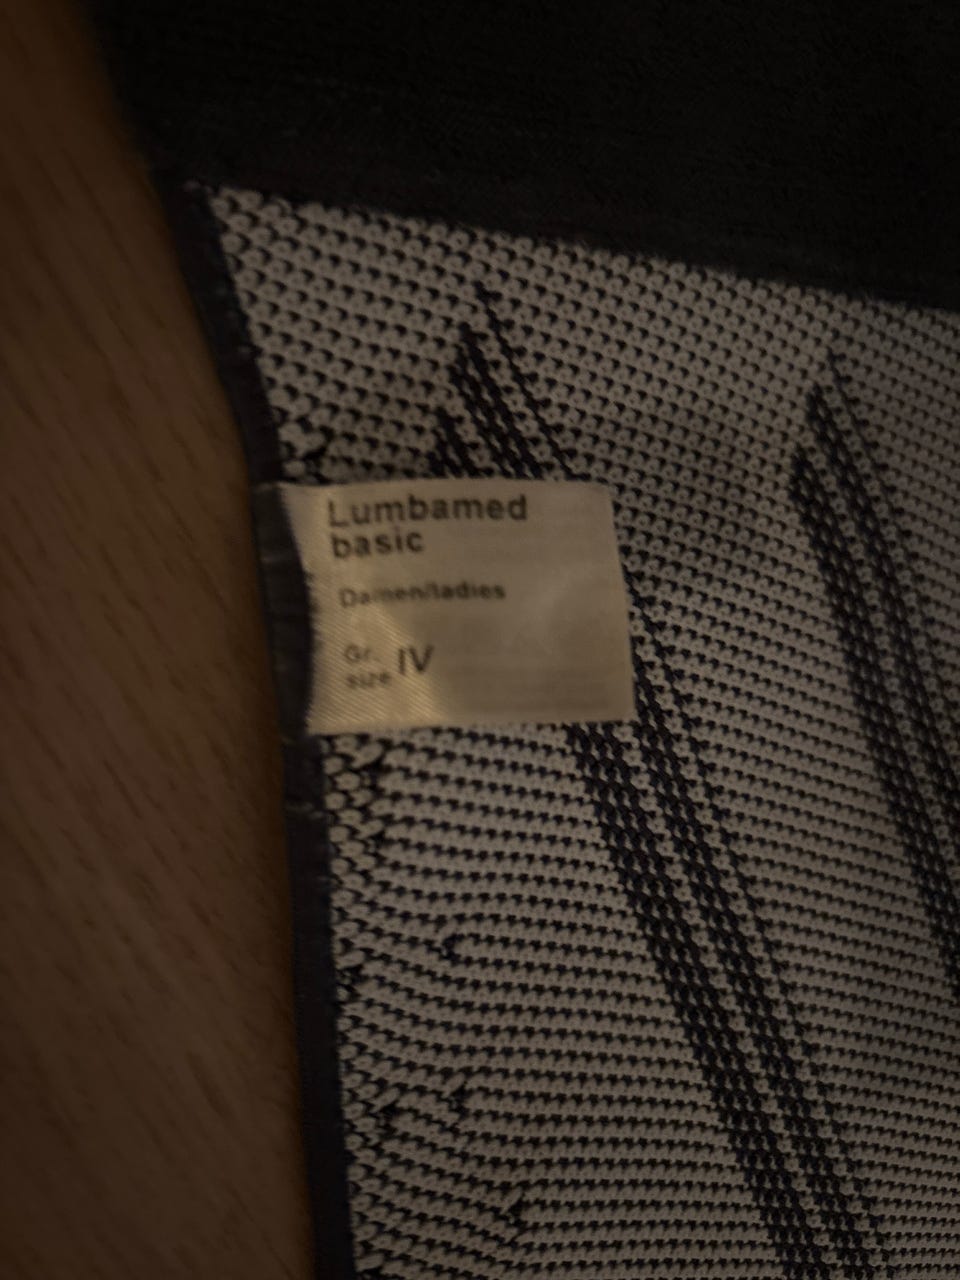 Lumbamed
basic
Damen/ladies
Gr.
size IV